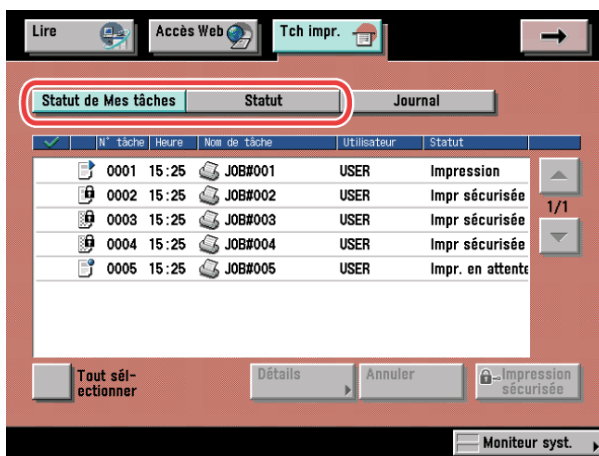 Lire Accès Web Tch impr.
Statut de Mes tâches Statut Journal
N° tâche Heure Nom de tâche Utilisateur Statut
0001 15:25 JOB#001 USER Impression
0002 15:25 JOB#002 USER Impr sécurisée
0003 15:25 JOB#003 USER Impr sécurisée
0004 15:25 JOB#004 USER Impr sécurisée
0005 15:25 JOB#005 USER Impr. en attente
1/1
Tout sél-
ectionner
Détails Annuler Impression
sécurisée
Moniteur syst.